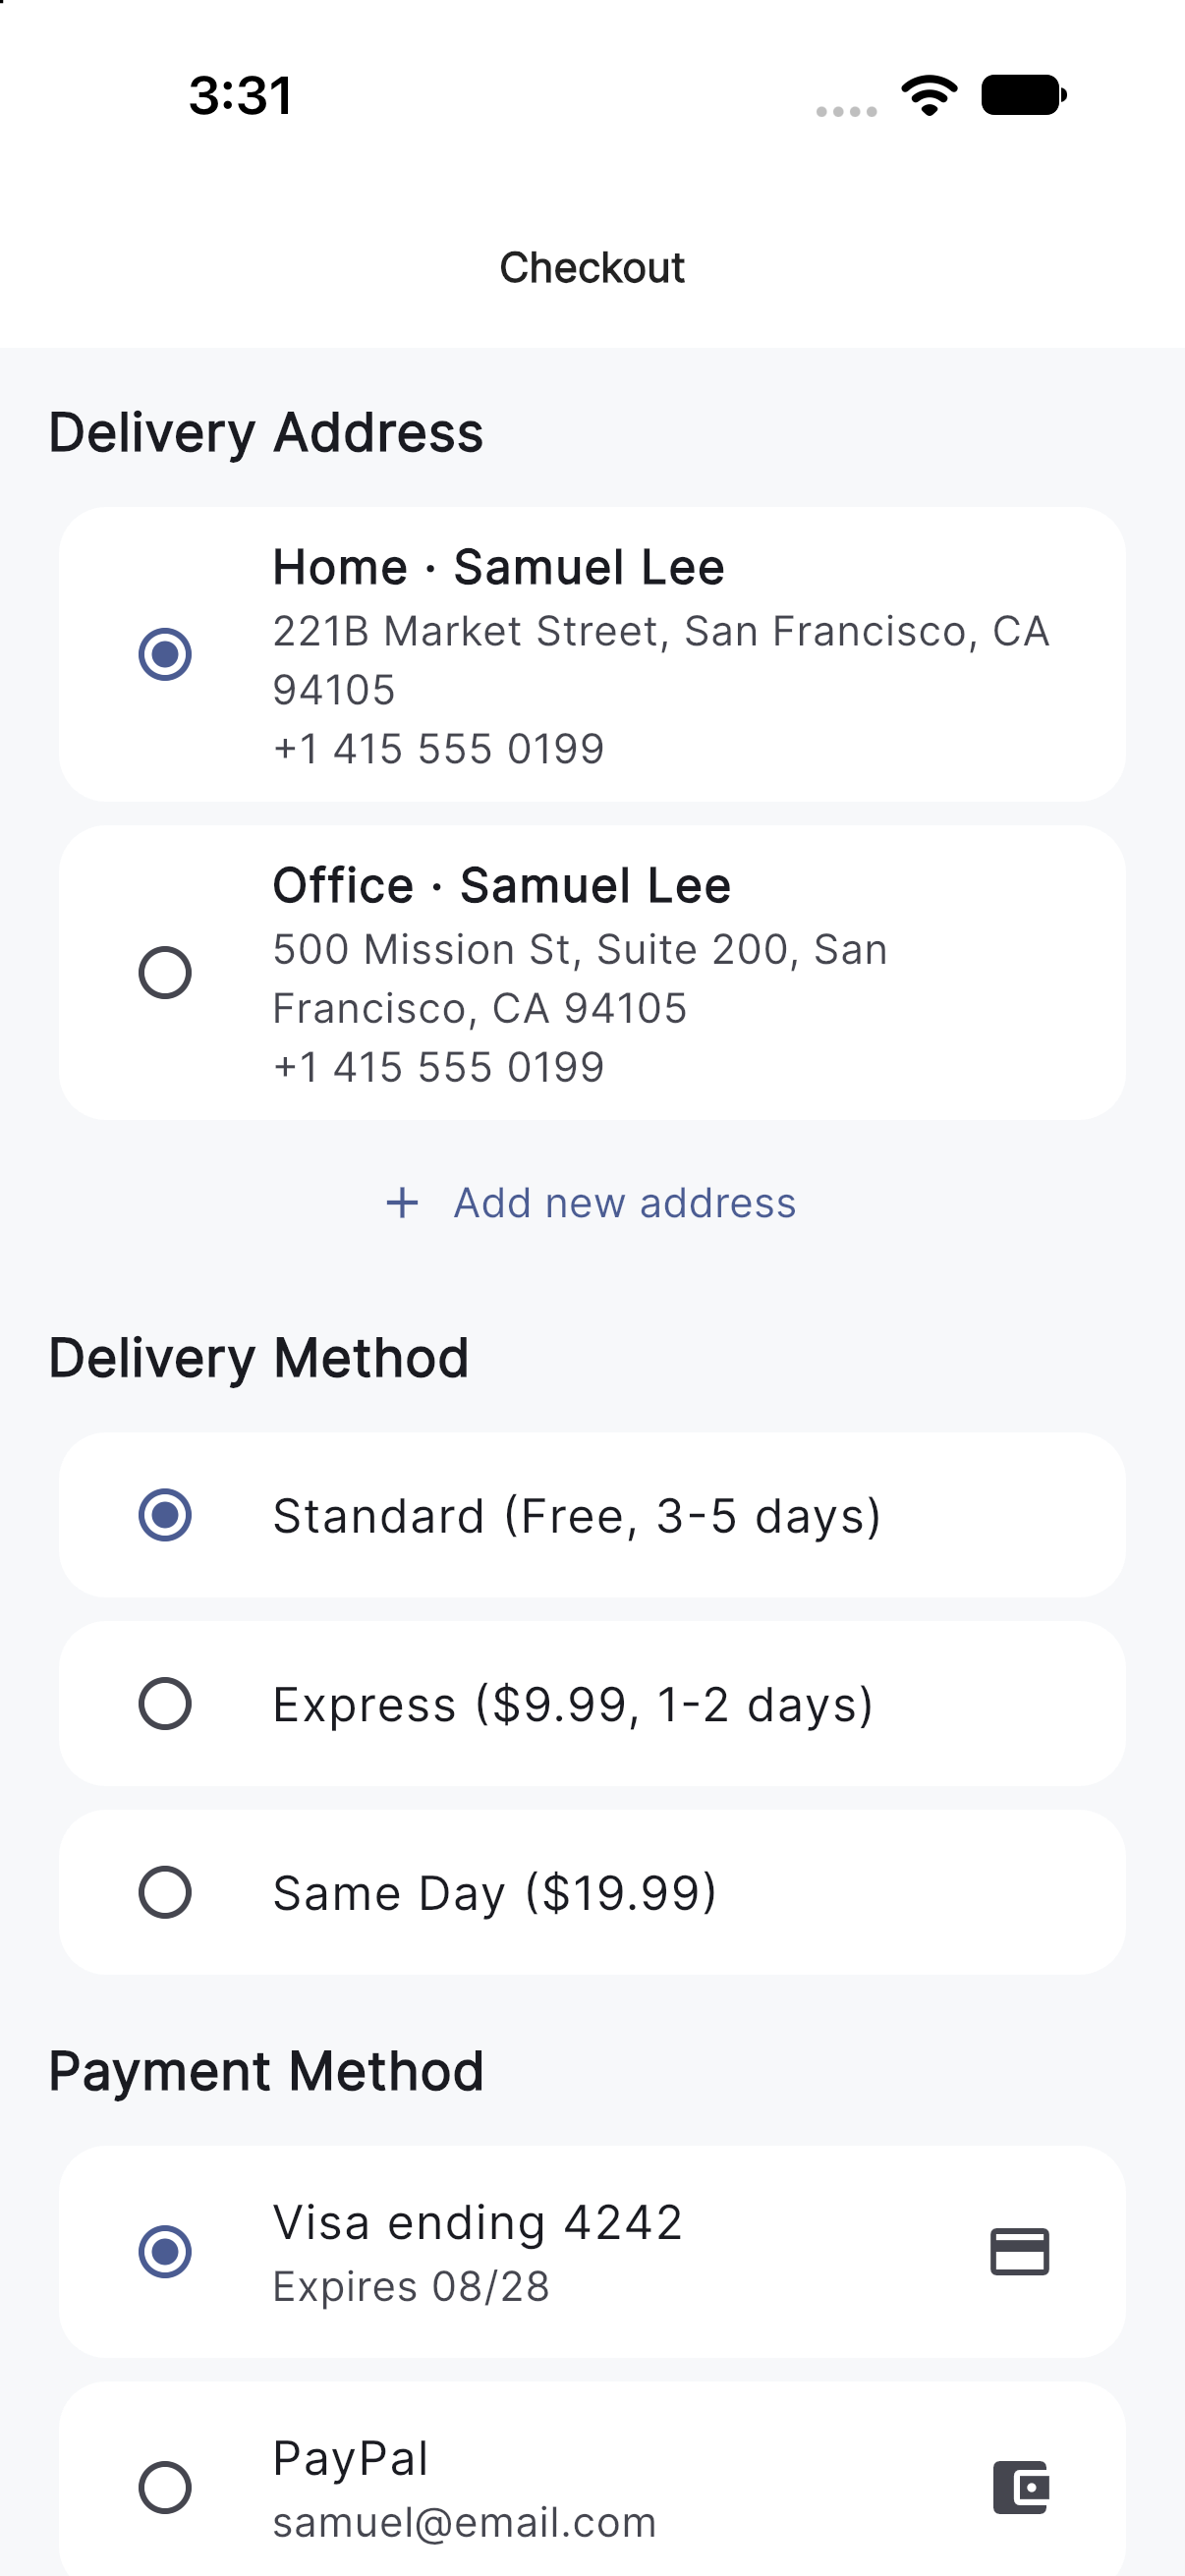 3:31
Checkout
Delivery Address
Home · Samuel Lee
221B Market Street, San Francisco, CA
94105
+1 415 555 0199
Office · Samuel Lee
500 Mission St, Suite 200, San
Francisco, CA 94105
+1 415 555 0199
+ Add new address
Delivery Method
Standard (Free, 3-5 days)
Express ($9.99, 1-2 days)
Same Day ($19.99)
Payment Method
Visa ending 4242
Expires 08/28
PayPal
samuel@email.com